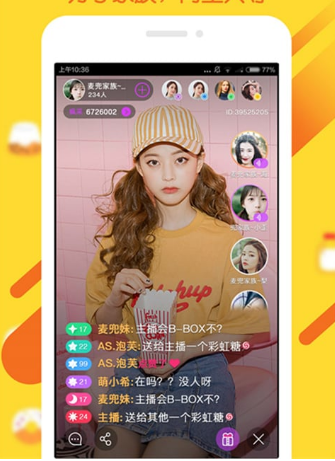 上午10:36
77%
麦兜家族-...
234人
6726002
ID:39525205
4
4
麦兜家族-黎
chup
17 麦兜妹: 主播会B-BOX不?
22 AS.泡芙: 送给主播一个彩虹糖
99 AS.泡芙
21 萌小希: 在吗?？没人呀
17 麦兜妹: 主播会B-BOX不?
24 主播: 送给其他一个彩虹糖